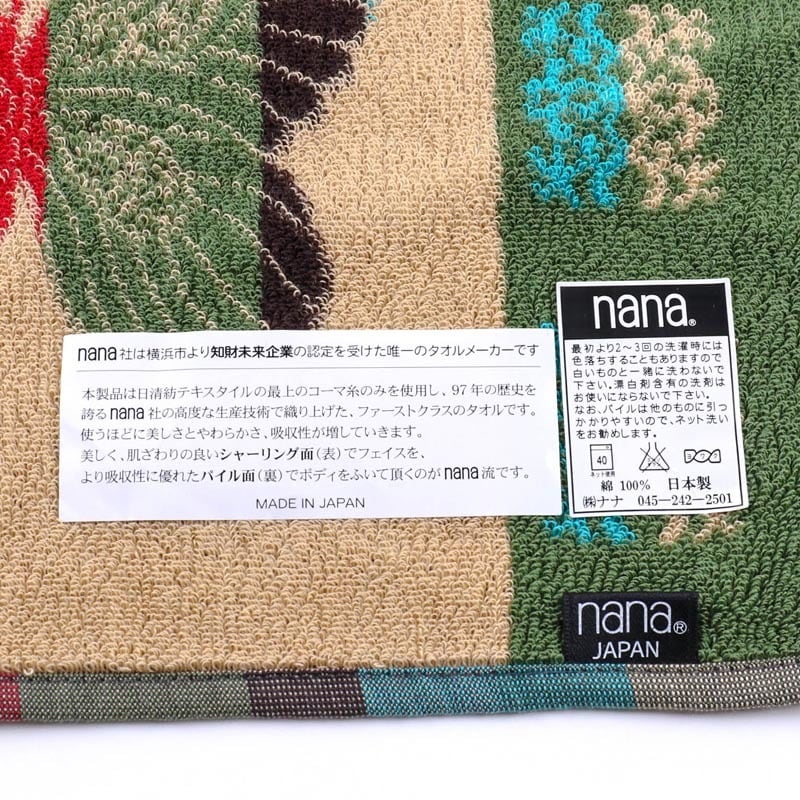 nana社は横浜市より知財未来企業の認定を受けた唯一のタオルメーカーです
本製品は日清紡テキスタイルの最上のコーマ糸のみを使用し、97年の歴史を
誇るnana社の高度な生産技術で織り上げた、ファーストクラスのタオルです。
使うほどに美しさとやわらかさ、吸収性が増していきます。
美しく、肌ざわりの良いシャーリング面（表）でフェイスを、
より吸収性に優れたパイル面（裏）でボディをふいて頂くのがnana流です。
MADE IN JAPAN
nana®
最初より2〜3回の洗濯時には
色落ちすることもありますので
白いものと一緒に洗わないで
下さい。漂白剤含有の洗剤は
お使いにならないで下さい。
なお、パイルは他のものに引っ
かかりやすいので、ネット洗い
をお勧めします。
40
ネット使用
綿 100% 日本製
㈱ナナ 045-242-2501
nana®
JAPAN